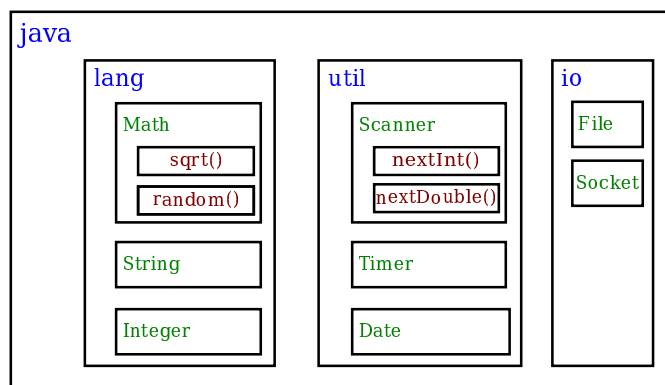 java
lang
Math
sqrt()
random()
String
Integer
util
Scanner
nextInt()
nextDouble()
Timer
Date
io
File
Socket